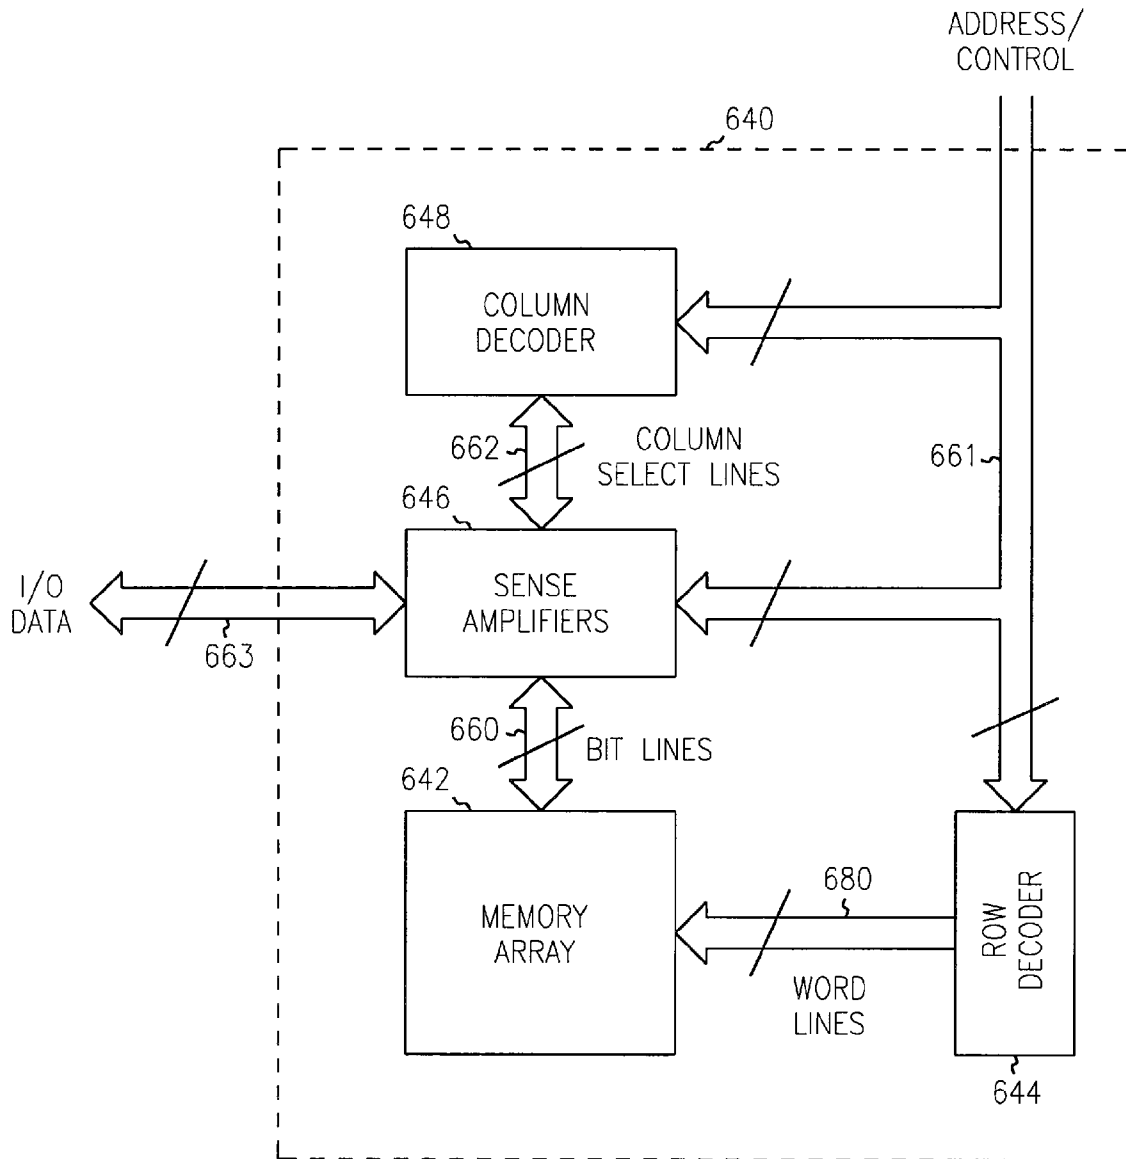 ADDRESS/
CONTROL
640
648
COLUMN
DECODER
662
COLUMN
SELECT LINES
661
646
SENSE
AMPLIFIERS
I/O
DATA
663
660
BIT LINES
642
MEMORY
ARRAY
680
WORD
LINES
ROW
DECODER
644